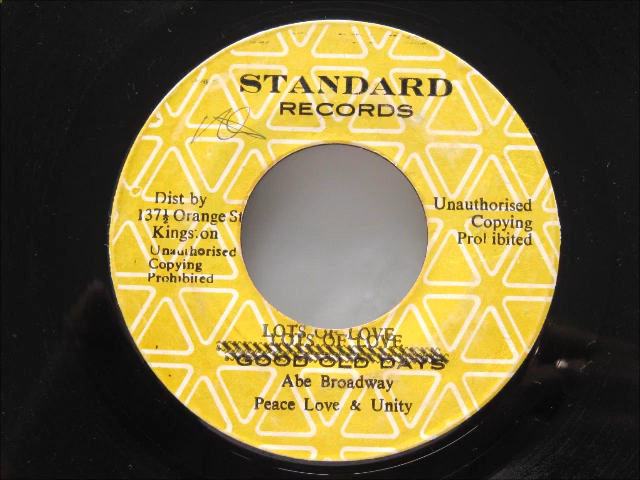 STANDARD
RECORDS
Dist by
137½ Orange St
Kingston
Unauthorised
Copying
Prohibited
Unauthorised
Copying
Prohibited
LOTS OF LOVE
LOTS OF LOVE
GOOD OLD DAYS
Abe Broadway
Peace Love & Unity